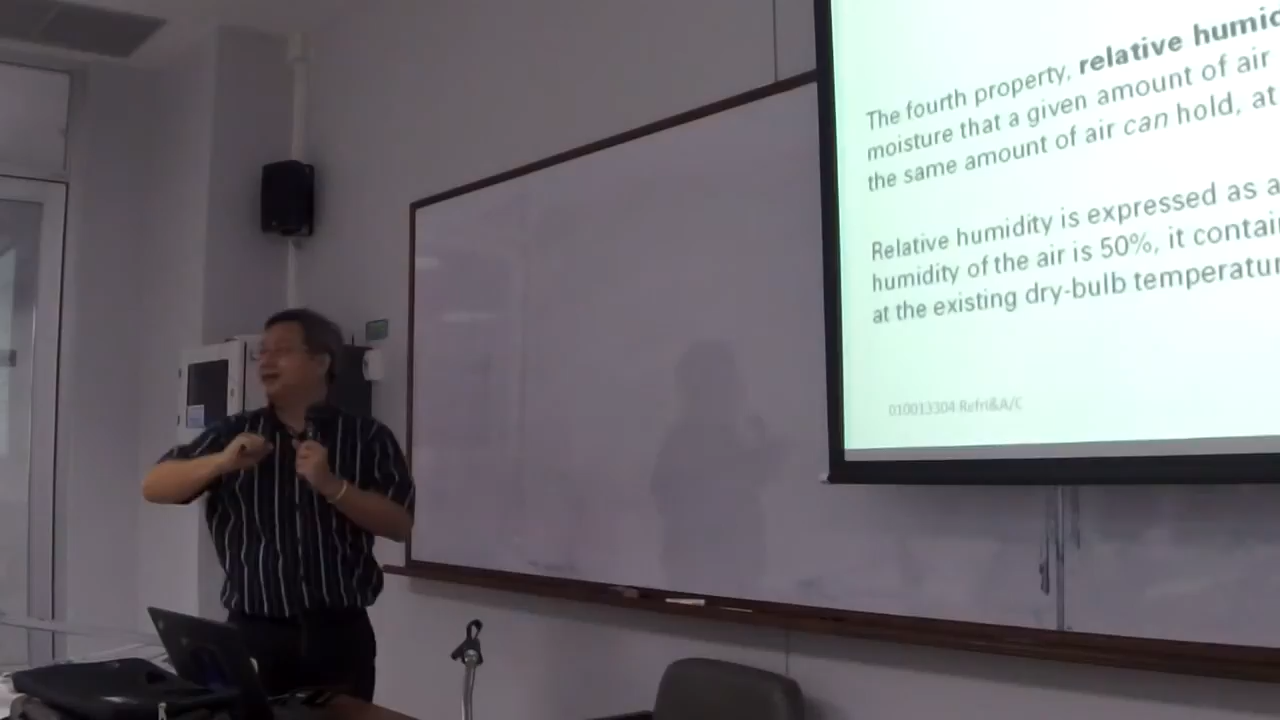 The fourth property, relative humid
moisture that a given amount of air
the same amount of air can hold, at
Relative humidity is expressed as a
humidity of the air is 50%, it contai
at the existing dry-bulb temperatur
010013304 Refri&A/C